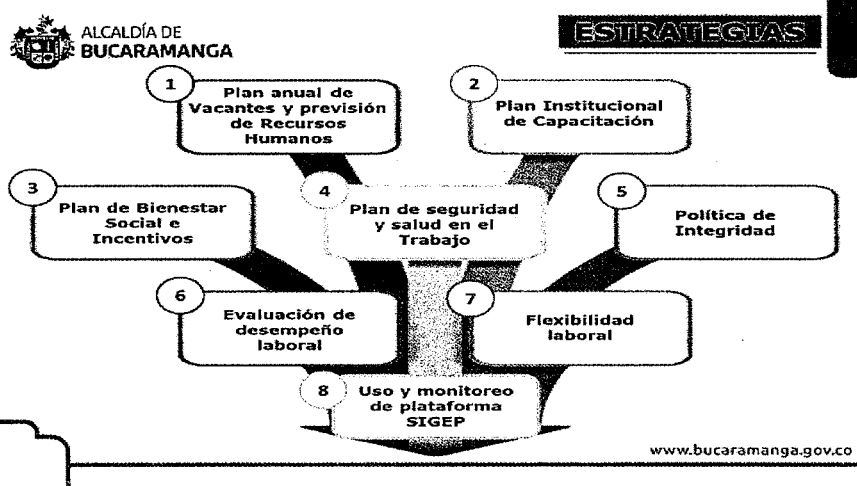 ALCALDÍA DE
BUCARAMANGA
ESTRATEGIAS
1
Plan anual de
Vacantes y previsión
de Recursos
Humanos
2
Plan Institucional
de Capacitación
3
Plan de Bienestar
Social e
Incentivos
4
Plan de seguridad
y salud en el
Trabajo
5
Política de
Integridad
6
Evaluación de
desempeño
laboral
7
Flexibilidad
laboral
8
Uso y monitoreo
de plataforma
SIGEP
www.bucaramanga.gov.co